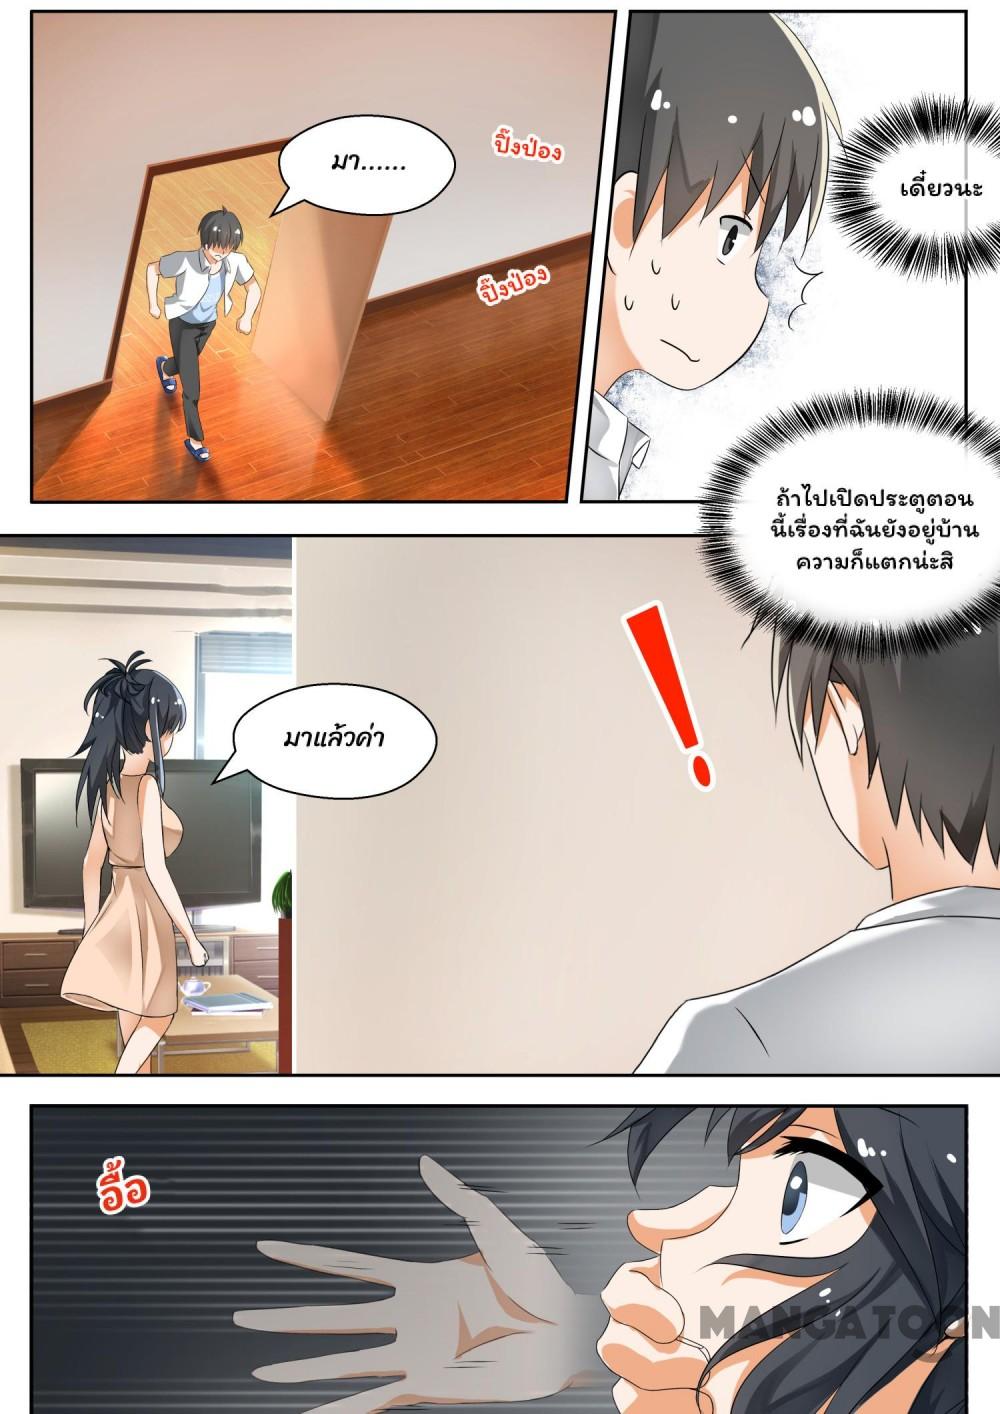 มา......
ปิ๊งป่อง
ปิ๊งป่อง
เดี๋ยวนะ
ถ้าไปเปิดประตูตอน
นี้เรื่องที่ฉันยังอยู่บ้าน
ความก็แตกน่ะสิ
!
มาแล้วค่า
อื้อ
MANGATOON